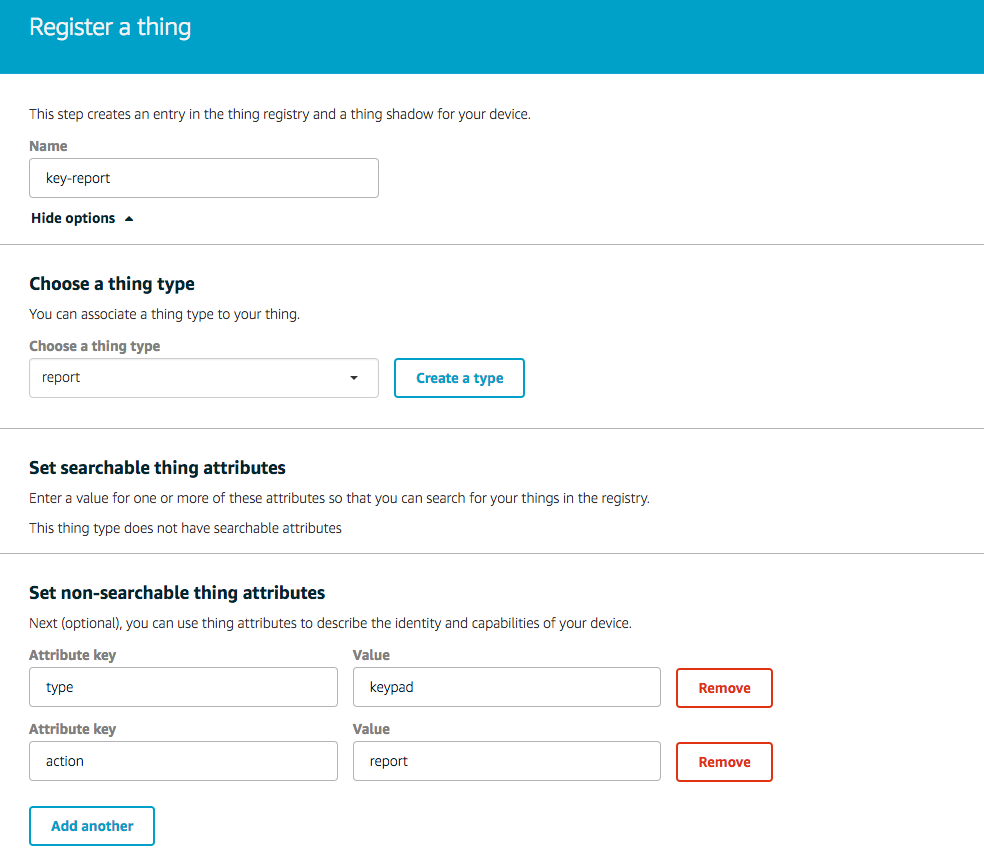 Register a thing
This step creates an entry in the thing registry and a thing shadow for your device.
Name
key-report
Hide options
Choose a thing type
You can associate a thing type to your thing.
Choose a thing type
report
Create a type
Set searchable thing attributes
Enter a value for one or more of these attributes so that you can search for your things in the registry.
This thing type does not have searchable attributes
Set non-searchable thing attributes
Next (optional), you can use thing attributes to describe the identity and capabilities of your device.
Attribute key Value
type keypad Remove
Attribute key Value
action report Remove
Add another